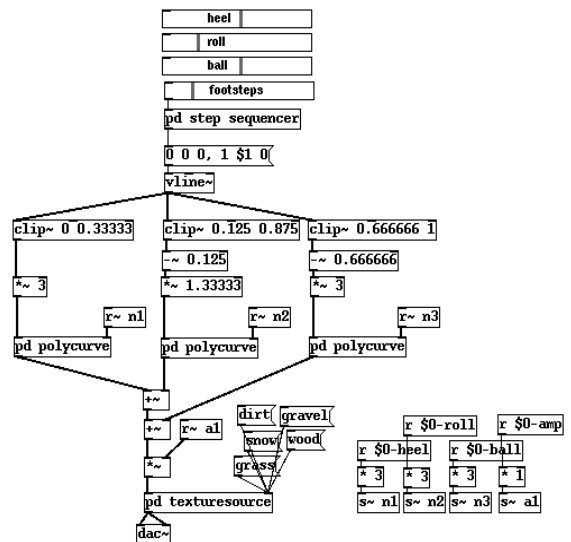 heel
roll
ball
footsteps
pd step sequencer
0 0 0, 1 $1 0
vline~
clip~ 0 0.33333 clip~ 0.125 0.875 clip~ 0.666666 1
-~ 0.125 -~ 0.666666
*~ 3 *~ 1.33333 *~ 3
r~ n1 r~ n2 r~ n3
pd polycurve pd polycurve pd polycurve
+~
dirt gravel
r $0-roll r $0-amp
+~ r~ a1
snow wood
r $0-heel r $0-ball
*~ grass
* 3 * 3 * 3 * 1
pd texturesource s~ n1 s~ n2 s~ n3 s~ a1
dac~